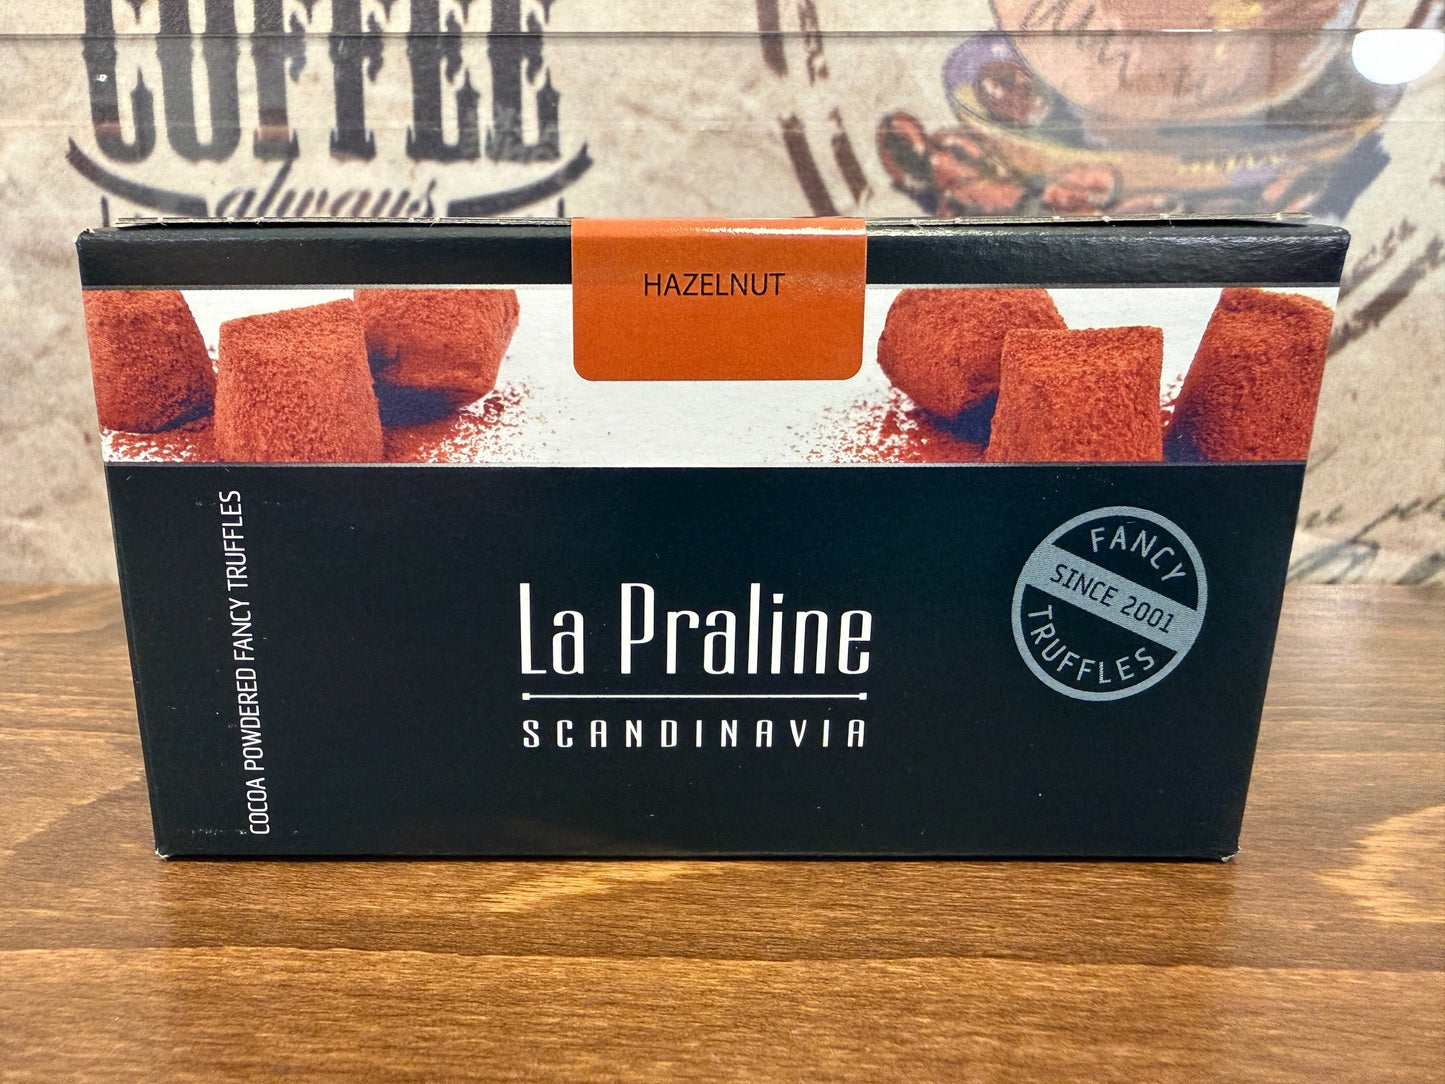 COFFEE
always
HAZELNUT
COCOA POWDERED FANCY TRUFFLES
La Praline
SCANDINAVIA
FANCY
SINCE 2001
TRUFFLES